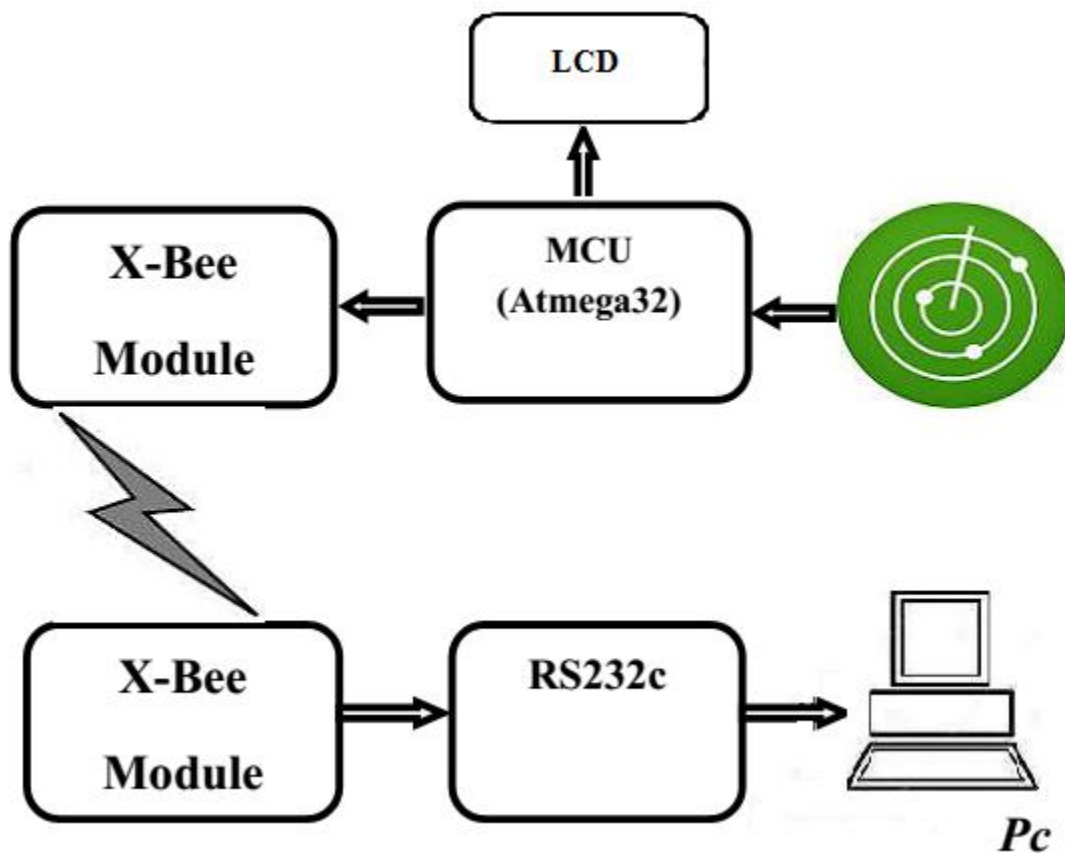 LCD
X-Bee
Module
MCU
(Atmega32)
X-Bee
Module
RS232c
Pc